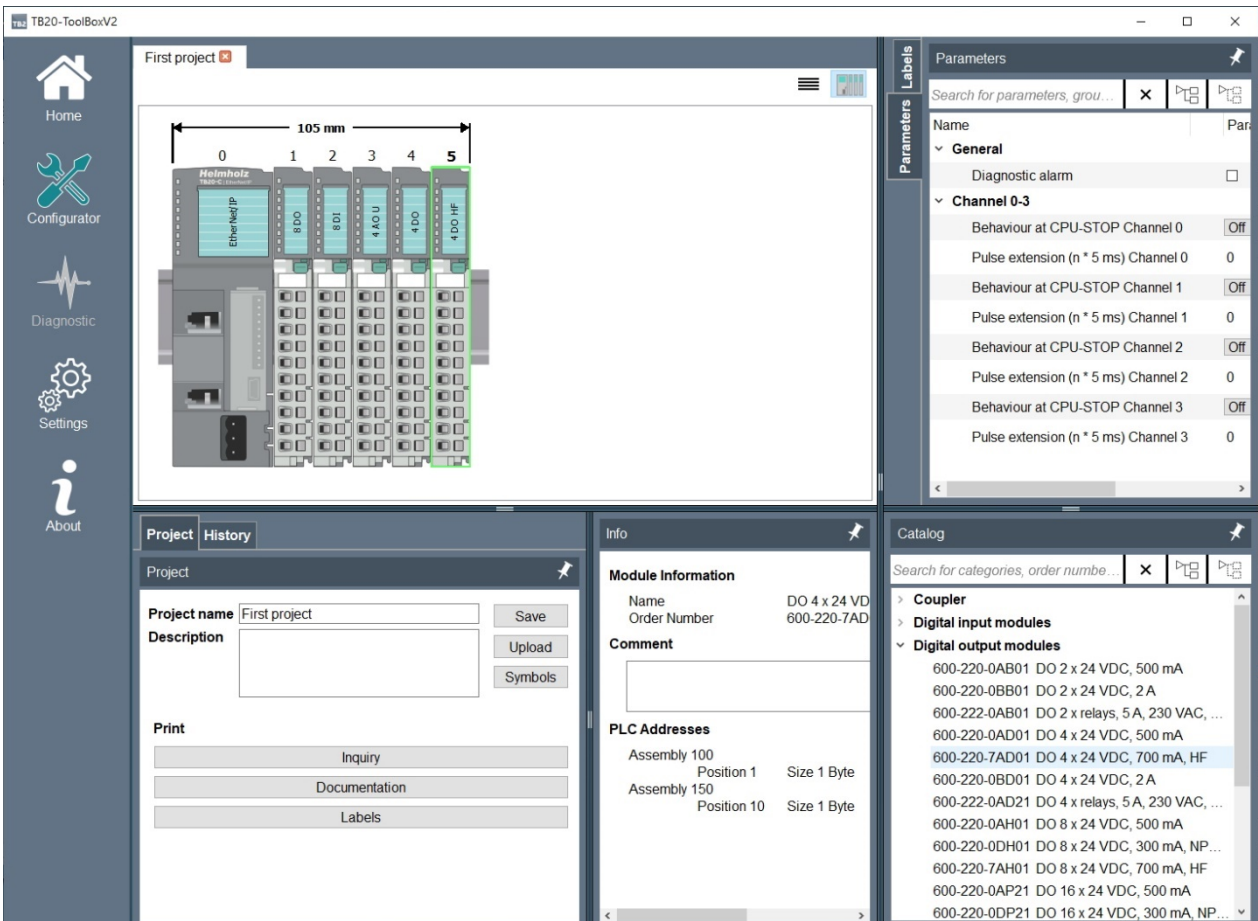 TB2 TB20-ToolBoxV2
Home
Configurator
Diagnostic
Settings
About
First project
105 mm
0 1 2 3 4 5
Helmholz
EtherNet/IP
8 DO
8 DI
4 AO U
4 DO
4 DO HF
Labels
Parameters
Parameters
Search for parameters, grou...
Name
General
Diagnostic alarm
Channel 0-3
Behaviour at CPU-STOP Channel 0 Off
Pulse extension (n * 5 ms) Channel 0 0
Behaviour at CPU-STOP Channel 1 Off
Pulse extension (n * 5 ms) Channel 1 0
Behaviour at CPU-STOP Channel 2 Off
Pulse extension (n * 5 ms) Channel 2 0
Behaviour at CPU-STOP Channel 3 Off
Pulse extension (n * 5 ms) Channel 3 0
Project History
Project
Project name First project Save
Description Upload
Symbols
Print
Inquiry
Documentation
Labels
Info
Module Information
Name DO 4 x 24 VD
Order Number 600-220-7AD
Comment
PLC Addresses
Assembly 100
Position 1 Size 1 Byte
Assembly 150
Position 10 Size 1 Byte
Catalog
Search for categories, order numbe...
Coupler
Digital input modules
Digital output modules
600-220-0AB01 DO 2 x 24 VDC, 500 mA
600-220-0BB01 DO 2 x 24 VDC, 2 A
600-222-0AB01 DO 2 x relays, 5 A, 230 VAC, ...
600-220-0AD01 DO 4 x 24 VDC, 500 mA
600-220-7AD01 DO 4 x 24 VDC, 700 mA, HF
600-220-0BD01 DO 4 x 24 VDC, 2 A
600-222-0AD21 DO 4 x relays, 5 A, 230 VAC, ...
600-220-0AH01 DO 8 x 24 VDC, 500 mA
600-220-0DH01 DO 8 x 24 VDC, 300 mA, NP...
600-220-7AH01 DO 8 x 24 VDC, 700 mA, HF
600-220-0AP21 DO 16 x 24 VDC, 500 mA
600-220-0DP21 DO 16 x 24 VDC, 300 mA, NP...